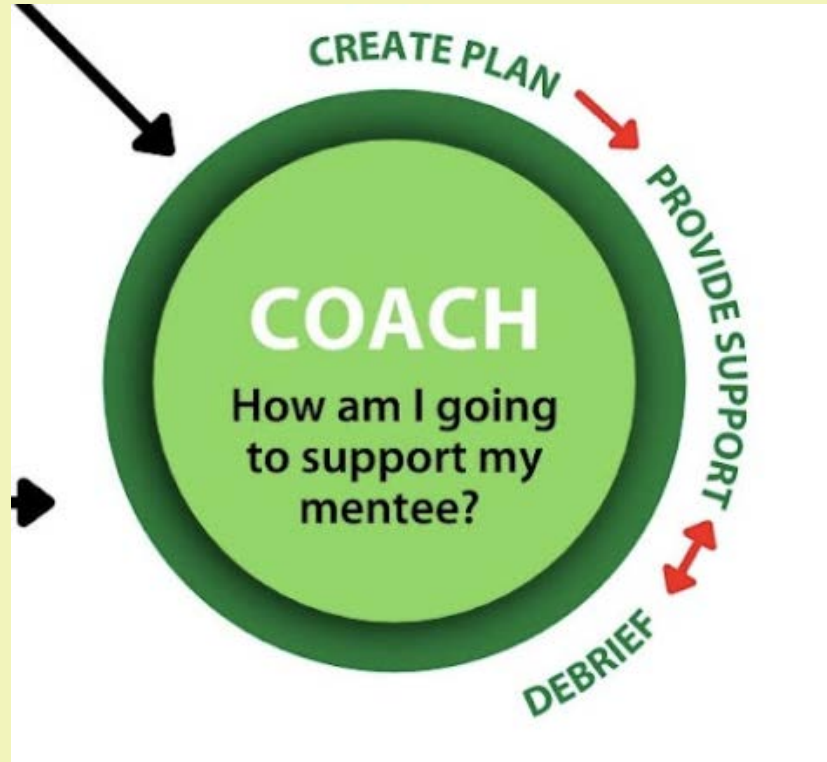 CREATE PLAN
PROVIDE SUPPORT
COACH
How am I going
to support my
mentee?
DEBRIEF